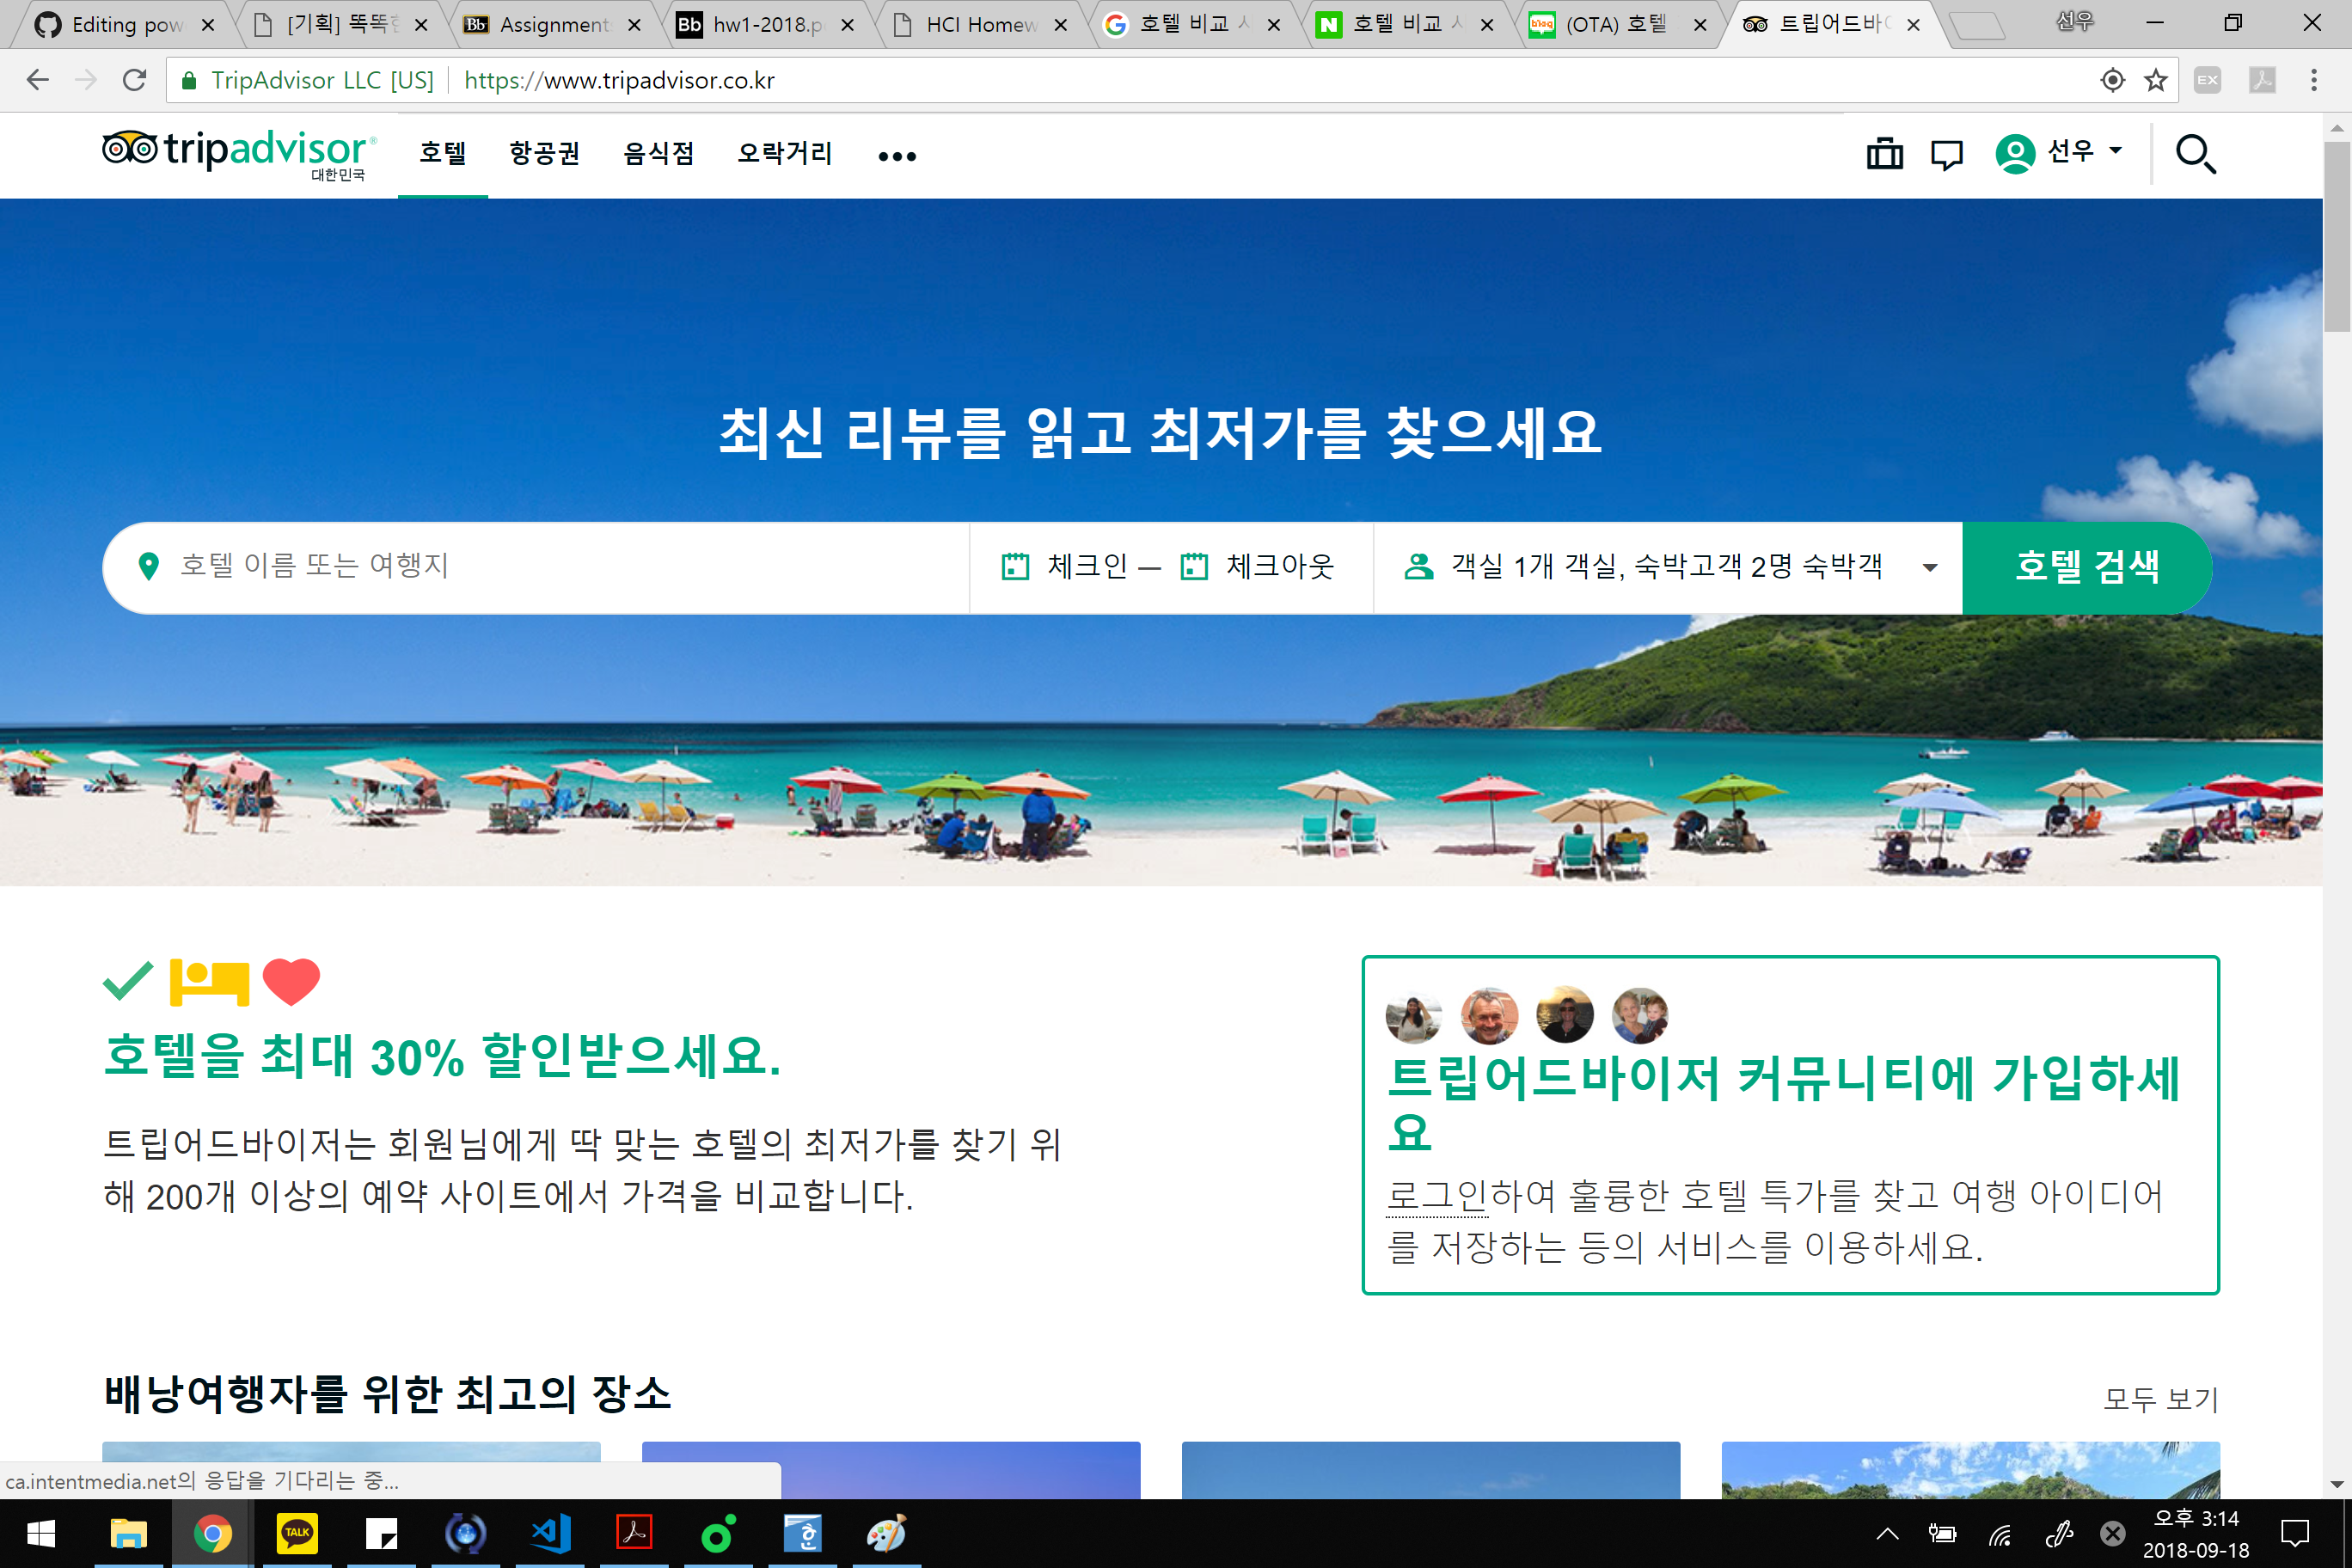 Editing pow
[기획] 똑똑한
Assignment
hw1-2018.p
HCI Homew
호텔 비교 사
호텔 비교 사
(OTA) 호텔
트립어드바이
선우
TripAdvisor LLC [US]
https://www.tripadvisor.co.kr
EX
tripadvisor®
대한민국
호텔
항공권
음식점
오락거리
선우
최신 리뷰를 읽고 최저가를 찾으세요
호텔 이름 또는 여행지
체크인 — 체크아웃
객실 1개 객실, 숙박고객 2명 숙박객
호텔 검색
호텔을 최대 30% 할인받으세요.
트립어드바이저는 회원님에게 딱 맞는 호텔의 최저가를 찾기 위
해 200개 이상의 예약 사이트에서 가격을 비교합니다.
트립어드바이저 커뮤니티에 가입하세
요
로그인하여 훌륭한 호텔 특가를 찾고 여행 아이디어
를 저장하는 등의 서비스를 이용하세요.
배낭여행자를 위한 최고의 장소
모두 보기
ca.intentmedia.net의 응답을 기다리는 중...
TALK
오후 3:14
2018-09-18